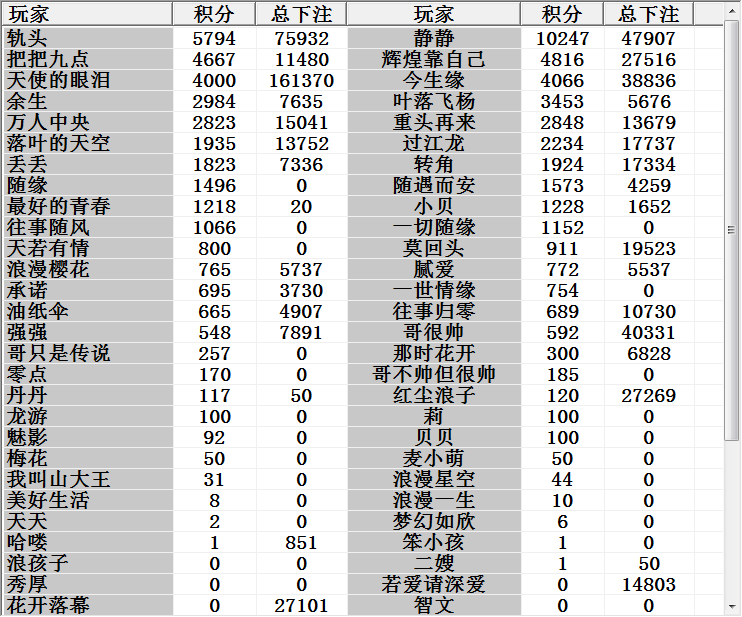 玩家 积分 总下注 玩家 积分 总下注
轨头 5794 75932 静静 10247 47907
把把九点 4667 11480 辉煌靠自己 4816 27516
天使的眼泪 4000 161370 今生缘 4066 38836
余生 2984 7635 叶落飞杨 3453 5676
万人中央 2823 15041 重头再来 2848 13679
落叶的天空 1935 13752 过江龙 2234 17737
丢丢 1823 7336 转角 1924 17334
随缘 1496 0 随遇而安 1573 4259
最好的青春 1218 20 小贝 1228 1652
往事随风 1066 0 一切随缘 1152 0
天若有情 800 0 莫回头 911 19523
浪漫樱花 765 5737 腻爱 772 5537
承诺 695 3730 一世情缘 754 0
油纸伞 665 4907 往事归零 689 10730
强强 548 7891 哥很帅 592 40331
哥只是传说 257 0 那时花开 300 6828
零点 170 0 哥不帅但很帅 185 0
丹丹 117 50 红尘浪子 120 27269
龙游 100 0 莉 100 0
魅影 92 0 贝贝 100 0
梅花 50 0 麦小萌 50 0
我叫山大王 31 0 浪漫星空 44 0
美好生活 8 0 浪漫一生 10 0
天天 2 0 梦幻如欣 6 0
哈喽 1 851 笨小孩 1 0
浪孩子 0 0 二嫂 1 50
秀厚 0 0 若爱请深爱 0 14803
花开落幕 0 27101 智文 0 0